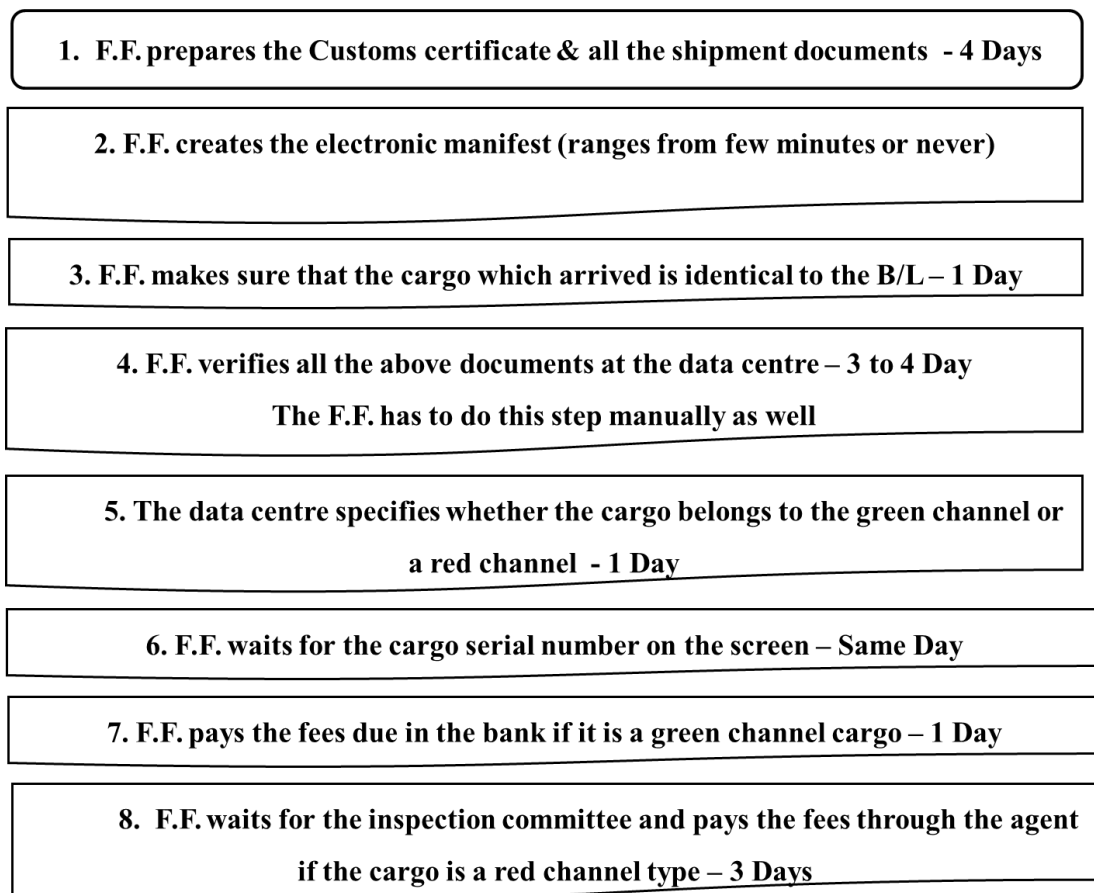 1. F.F. prepares the Customs certificate & all the shipment documents - 4 Days
2. F.F. creates the electronic manifest (ranges from few minutes or never)
3. F.F. makes sure that the cargo which arrived is identical to the B/L – 1 Day
4. F.F. verifies all the above documents at the data centre – 3 to 4 Day
The F.F. has to do this step manually as well
5. The data centre specifies whether the cargo belongs to the green channel or
a red channel - 1 Day
6. F.F. waits for the cargo serial number on the screen – Same Day
7. F.F. pays the fees due in the bank if it is a green channel cargo – 1 Day
8. F.F. waits for the inspection committee and pays the fees through the agent
if the cargo is a red channel type – 3 Days